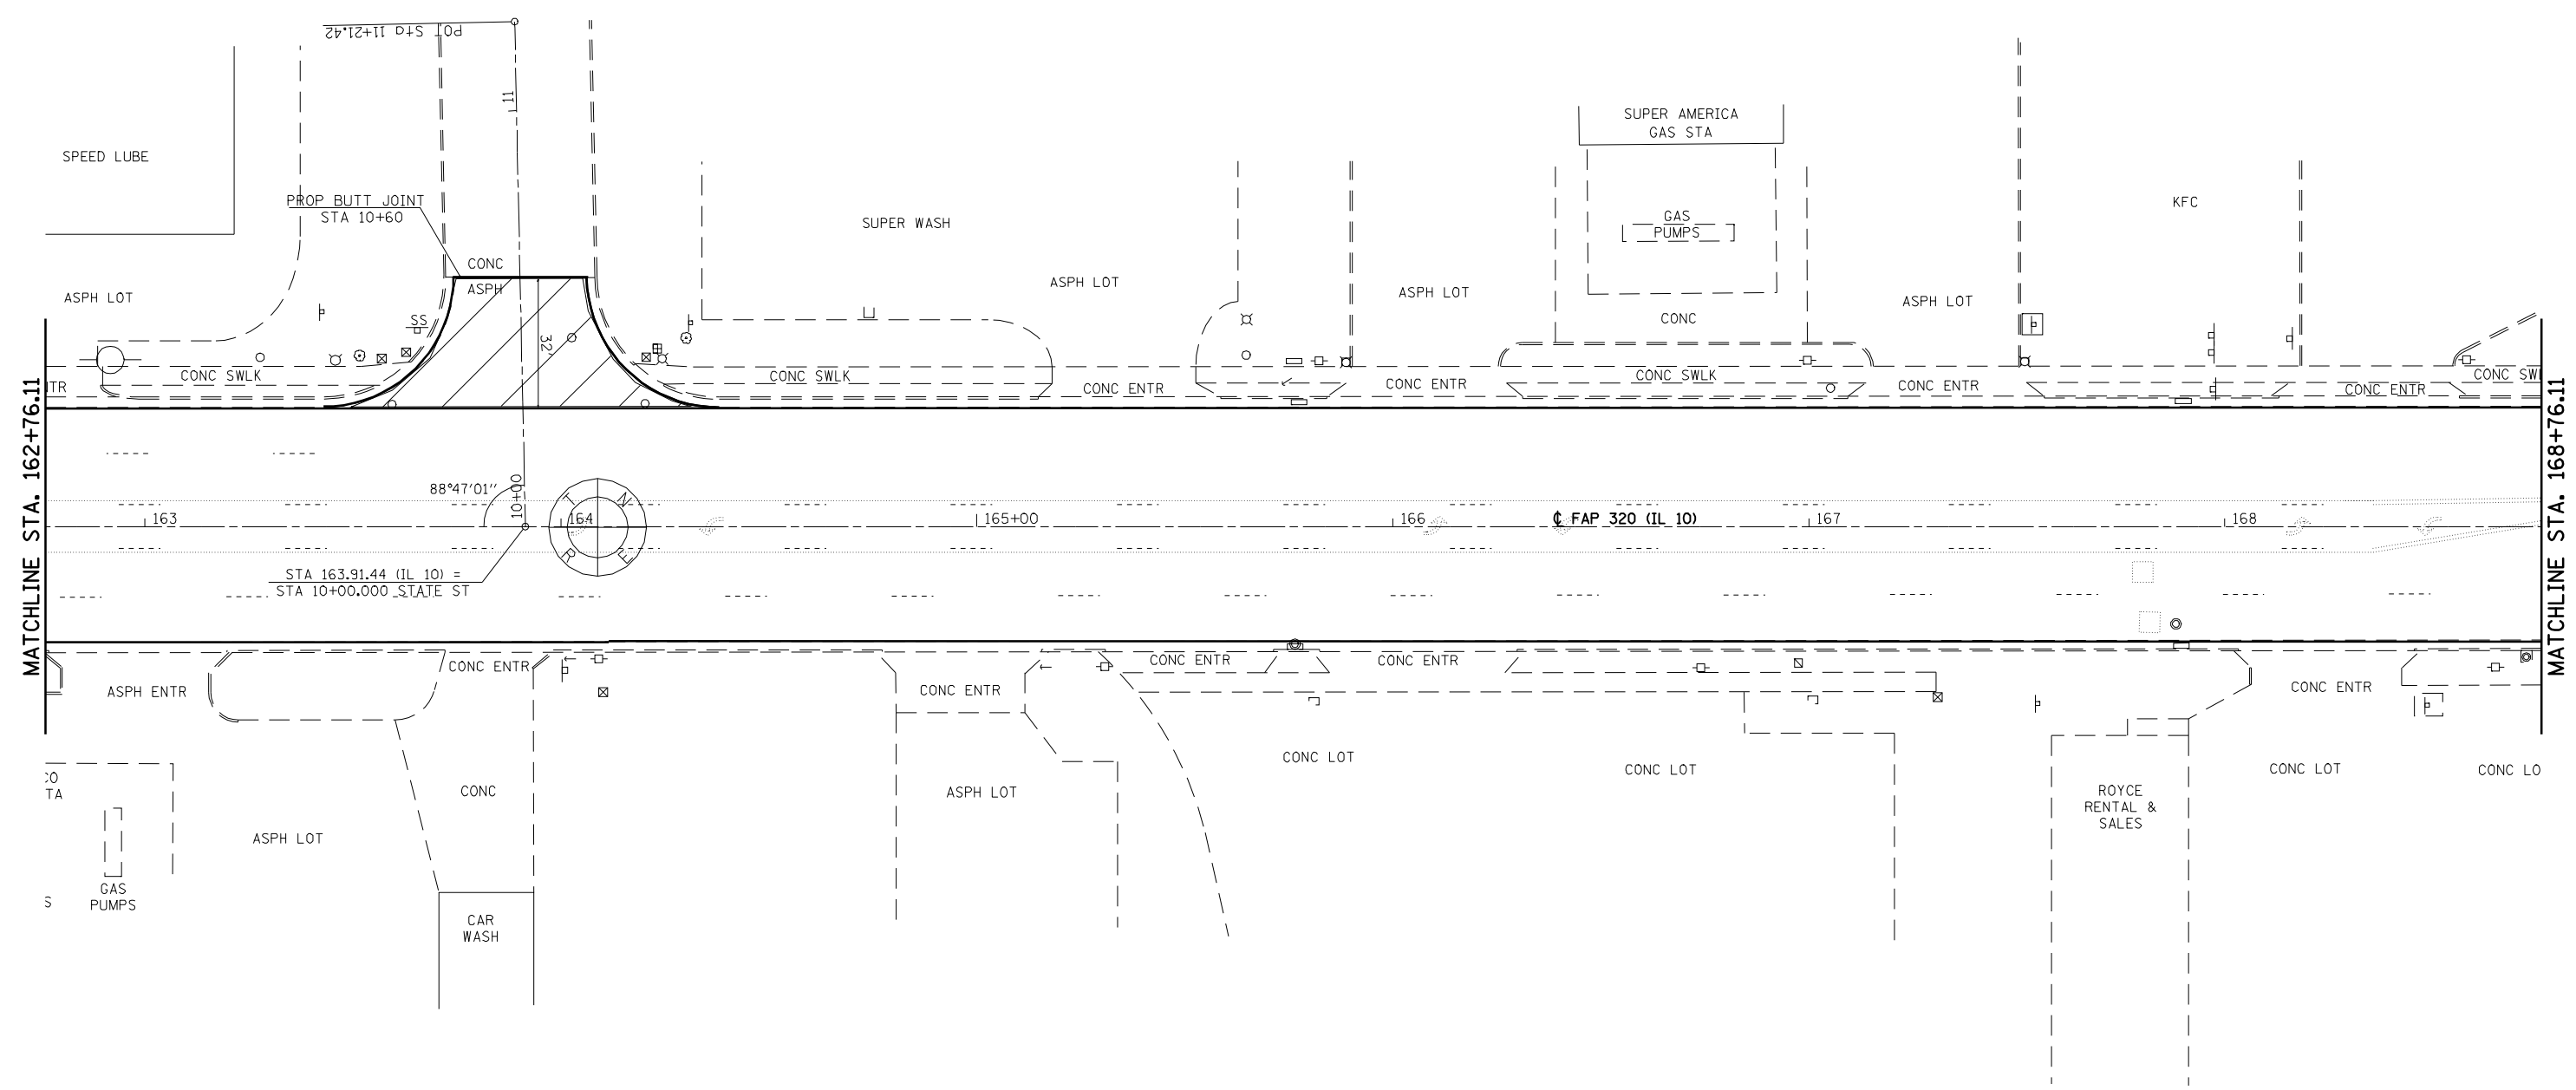 POT Sta 11+21.42
11
SPEED LUBE
PROP BUTT JOINT
STA 10+60
CONC
ASPH
ASPH LOT
SS
32'
CONC SWLK
SUPER WASH
ASPH LOT
CONC SWLK
CONC ENTR
ASPH LOT
CONC ENTR
SUPER AMERICA
GAS STA
GAS
PUMPS
CONC
CONC SWLK
ASPH LOT
CONC ENTR
KFC
CONC ENTR
CONC SW
TR
MATCHLINE STA. 162+76.11
MATCHLINE STA. 168+76.11
88°47'01''
10+00
163
164
165+00
166
℄ FAP 320 (IL 10)
167
168
T N
R E
STA 163.91.44 (IL 10) =
STA 10+00.000 STATE ST
ASPH ENTR
CONC ENTR
CONC ENTR
CONC ENTR
CONC ENTR
CONC ENTR
CO
TA
S
GAS
PUMPS
ASPH LOT
CONC
CAR
WASH
ASPH LOT
CONC LOT
CONC LOT
ROYCE
RENTAL &
SALES
CONC LOT
CONC LO